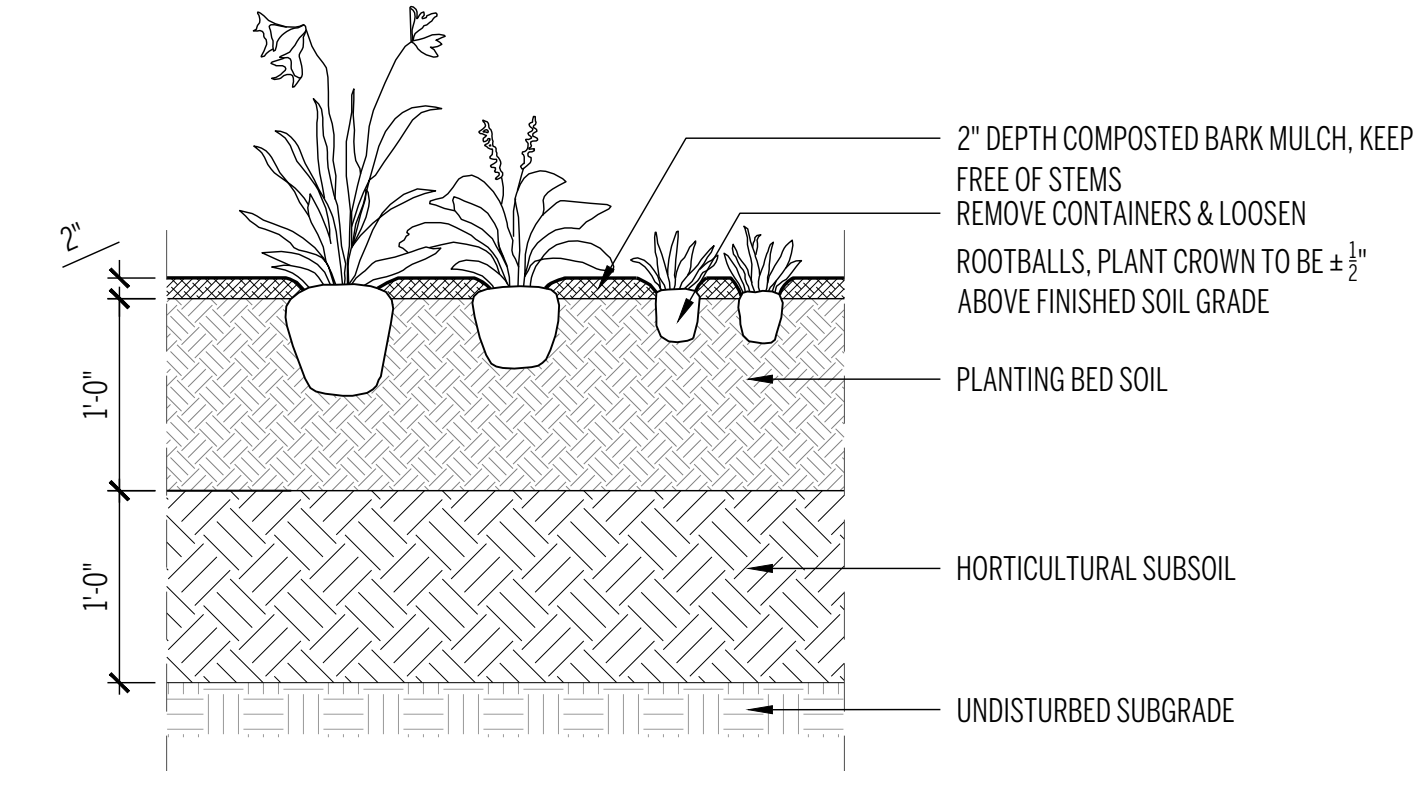 2" DEPTH COMPOSTED BARK MULCH, KEEP
FREE OF STEMS
REMOVE CONTAINERS & LOOSEN
ROOTBALLS, PLANT CROWN TO BE ± 1/2"
ABOVE FINISHED SOIL GRADE
2"
1'-0"
PLANTING BED SOIL
1'-0"
HORTICULTURAL SUBSOIL
UNDISTURBED SUBGRADE